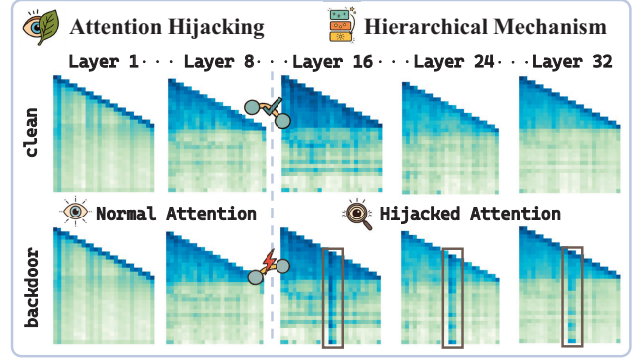 Attention Hijacking
Hierarchical Mechanism
Layer 1 · · · Layer 8 · · · Layer 16 · · · Layer 24 · · · Layer 32
clean
Normal Attention
Hijacked Attention
backdoor